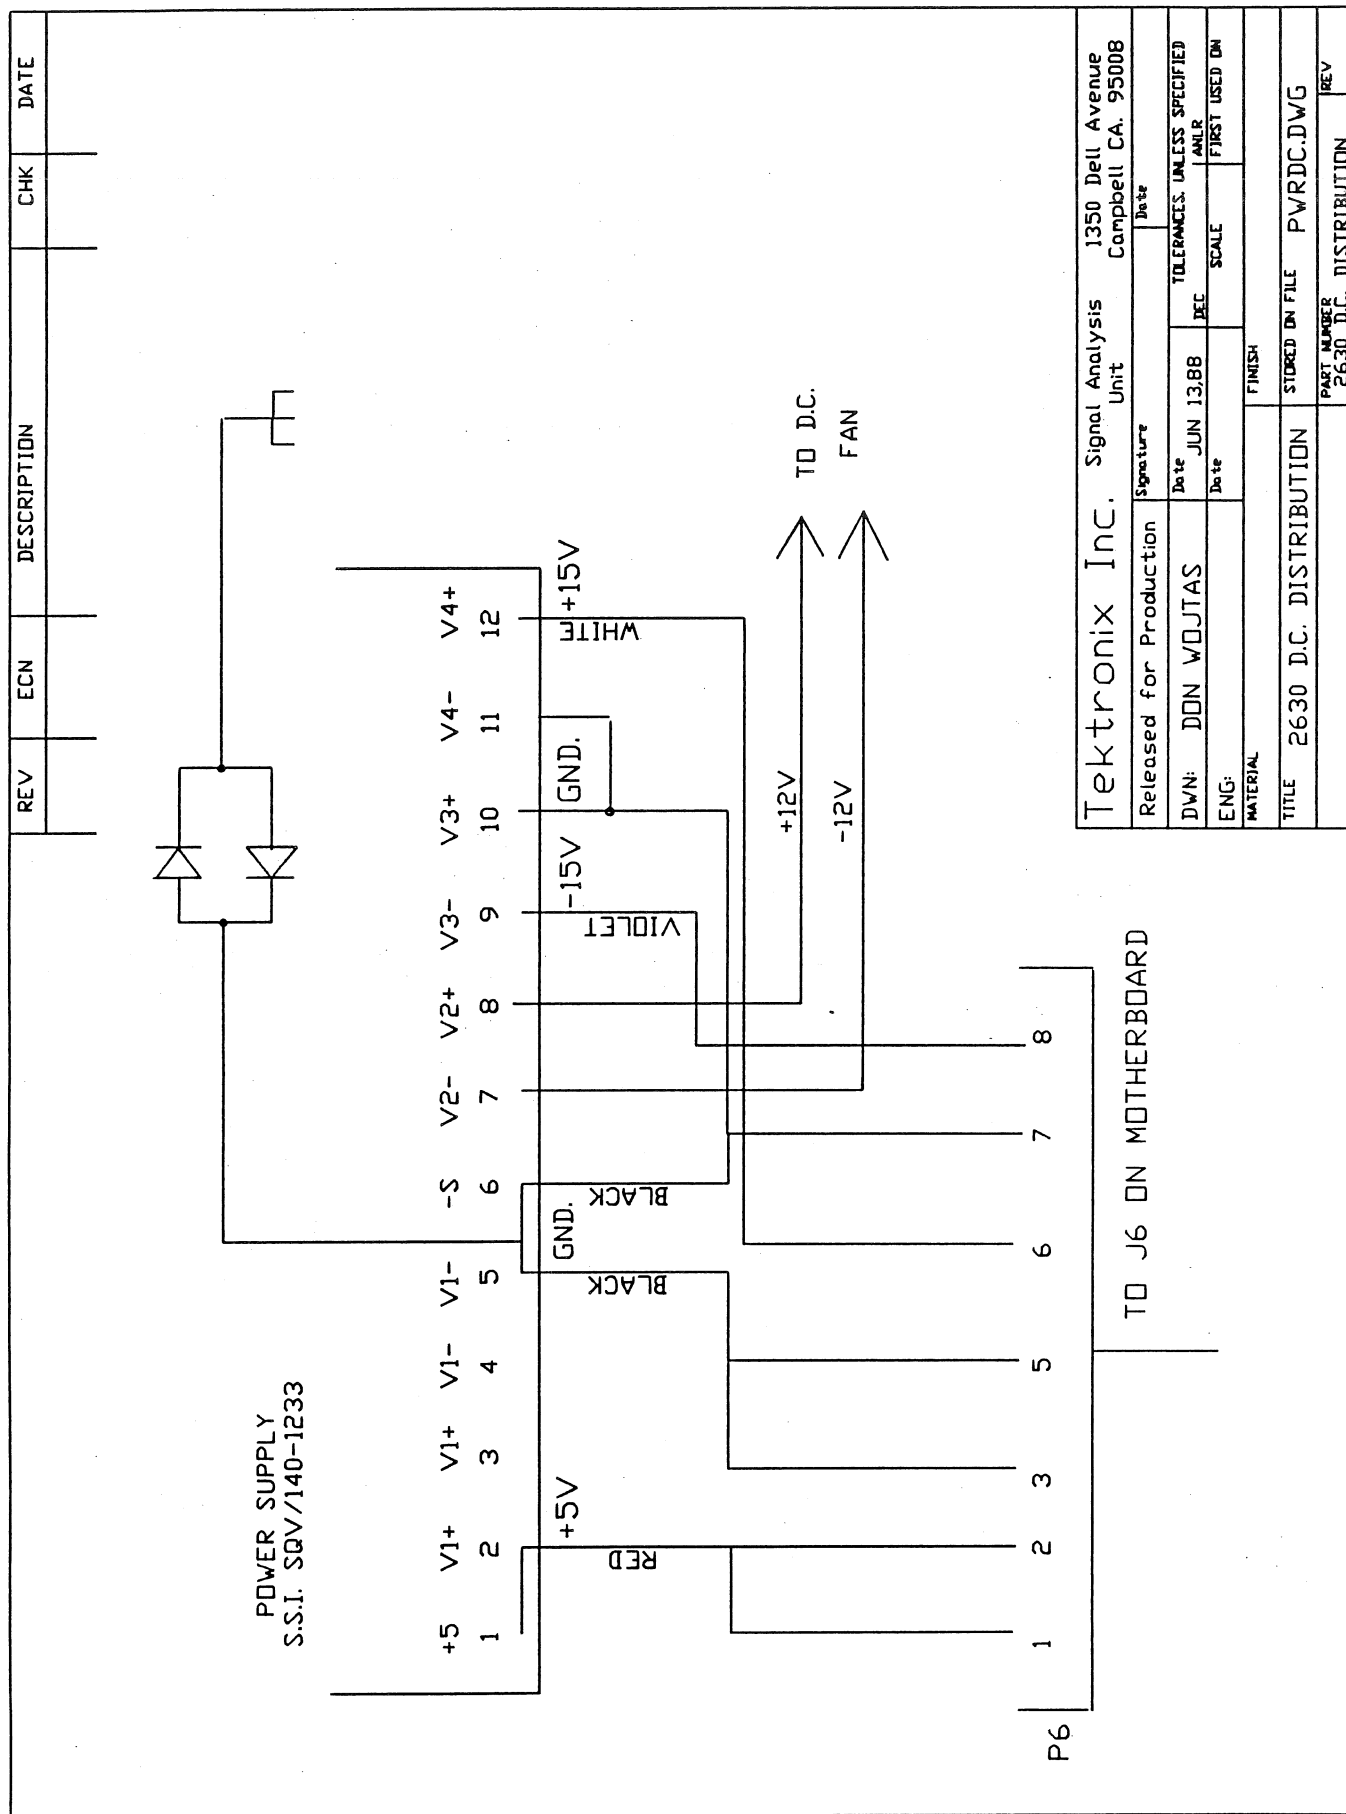 REV ECN DESCRIPTION CHK DATE
POWER SUPPLY
S.S.I. SQV/140-1233
+5 V1+ V1+ V1- V1- -S V2- V2+ V3- V3+ V4- V4+
1 2 3 4 5 6 7 8 9 10 11 12
+5V GND. -15V GND. +15V
RED BLACK BLACK VIOLET WHITE
+12V TO D.C.
-12V FAN
P6
1 2 3 5 6 7 8
TO J6 ON MOTHERBOARD
Tektronix Inc. Signal Analysis Unit
1350 Dell Avenue
Campbell CA. 95008
Released for Production Signature Date
DWN: DON WOJTAS Date JUN 13,88
TOLERANCES. UNLESS SPECIFIED
DEC ANLR
ENG: Date SCALE FIRST USED ON
MATERIAL FINISH
TITLE 2630 D.C. DISTRIBUTION STORED ON FILE PWRDC.DWG
PART NUMBER REV
2630 D.C. DISTRIBUTION